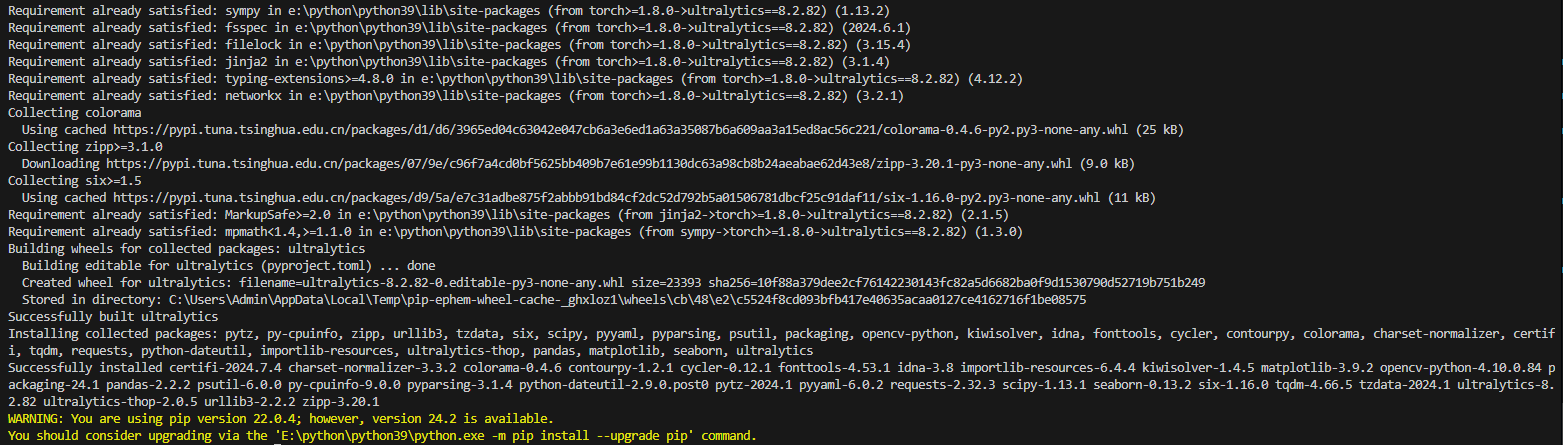 Requirement already satisfied: sympy in e:\python\python39\lib\site-packages (from torch>=1.8.0->ultralytics==8.2.82) (1.13.2)
Requirement already satisfied: fsspec in e:\python\python39\lib\site-packages (from torch>=1.8.0->ultralytics==8.2.82) (2024.6.1)
Requirement already satisfied: filelock in e:\python\python39\lib\site-packages (from torch>=1.8.0->ultralytics==8.2.82) (3.15.4)
Requirement already satisfied: jinja2 in e:\python\python39\lib\site-packages (from torch>=1.8.0->ultralytics==8.2.82) (3.1.4)
Requirement already satisfied: typing-extensions>=4.8.0 in e:\python\python39\lib\site-packages (from torch>=1.8.0->ultralytics==8.2.82) (4.12.2)
Requirement already satisfied: networkx in e:\python\python39\lib\site-packages (from torch>=1.8.0->ultralytics==8.2.82) (3.2.1)
Collecting colorama
  Using cached https://pypi.tuna.tsinghua.edu.cn/packages/d1/d6/3965ed04c63042e047cb6a3e6ed1a63a35087b6a609aa3a15ed8ac56c221/colorama-0.4.6-py2.py3-none-any.whl (25 kB)
Collecting zipp>=3.1.0
  Downloading https://pypi.tuna.tsinghua.edu.cn/packages/07/9e/c96f7a4cd0bf5625bb409b7e61e99b1130dc63a98cb8b24aeabae62d43e8/zipp-3.20.1-py3-none-any.whl (9.0 kB)
Collecting six>=1.5
  Using cached https://pypi.tuna.tsinghua.edu.cn/packages/d9/5a/e7c31adbe875f2abbb91bd84cf2dc52d792b5a01506781dbcf25c91daf11/six-1.16.0-py2.py3-none-any.whl (11 kB)
Requirement already satisfied: MarkupSafe>=2.0 in e:\python\python39\lib\site-packages (from jinja2->torch>=1.8.0->ultralytics==8.2.82) (2.1.5)
Requirement already satisfied: mpmath<1.4,>=1.1.0 in e:\python\python39\lib\site-packages (from sympy->torch>=1.8.0->ultralytics==8.2.82) (1.3.0)
Building wheels for collected packages: ultralytics
  Building editable for ultralytics (pyproject.toml) ... done
  Created wheel for ultralytics: filename=ultralytics-8.2.82-0.editable-py3-none-any.whl size=23393 sha256=10f88a379dee2cf76142230143fc82a5d6682ba0f9d1530790d52719b751b249
  Stored in directory: C:\Users\Admin\AppData\Local\Temp\pip-ephem-wheel-cache-_ghxloz1\wheels\cb\48\e2\c5524f8cd093bfb417e40635acaa0127ce4162716f1be08575
Successfully built ultralytics
Installing collected packages: pytz, py-cpuinfo, zipp, urllib3, tzdata, six, scipy, pyyaml, pyparsing, psutil, packaging, opencv-python, kiwisolver, idna, fonttools, cycler, contourpy, colorama, charset-normalizer, certif
i, tqdm, requests, python-dateutil, importlib-resources, ultralytics-thop, pandas, matplotlib, seaborn, ultralytics
Successfully installed certifi-2024.7.4 charset-normalizer-3.3.2 colorama-0.4.6 contourpy-1.2.1 cycler-0.12.1 fonttools-4.53.1 idna-3.8 importlib-resources-6.4.4 kiwisolver-1.4.5 matplotlib-3.9.2 opencv-python-4.10.0.84 p
ackaging-24.1 pandas-2.2.2 psutil-6.0.0 py-cpuinfo-9.0.0 pyparsing-3.1.4 python-dateutil-2.9.0.post0 pytz-2024.1 pyyaml-6.0.2 requests-2.32.3 scipy-1.13.1 seaborn-0.13.2 six-1.16.0 tqdm-4.66.5 tzdata-2024.1 ultralytics-8.
2.82 ultralytics-thop-2.0.5 urllib3-2.2.2 zipp-3.20.1
WARNING: You are using pip version 22.0.4; however, version 24.2 is available.
You should consider upgrading via the 'E:\python\python39\python.exe -m pip install --upgrade pip' command.